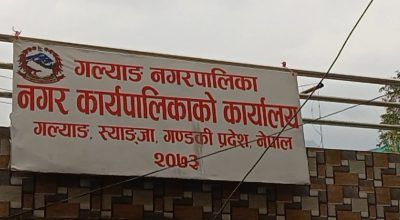 गल्याङ नगरपालिका
नगर कार्यपालिकाको कार्यालय
गल्याङ, स्याङ्जा, गण्डकी प्रदेश, नेपाल
२०७३